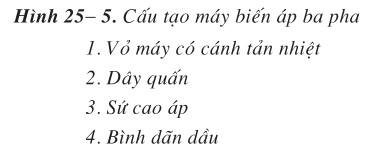 Hình 25– 5. Cấu tạo máy biến áp ba pha
1. Vỏ máy có cánh tản nhiệt
2. Dây quấn
3. Sứ cao áp
4. Bình dãn dầu